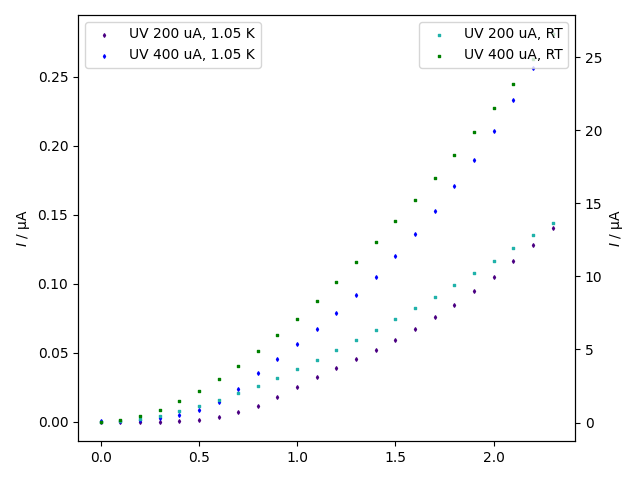 UV 200 uA, 1.05 K
UV 400 uA, 1.05 K
UV 200 uA, RT
UV 400 uA, RT
0.25
0.20
0.15
0.10
0.05
0.00
I / µA
25
20
15
10
5
0
I / µA
0.0 0.5 1.0 1.5 2.0